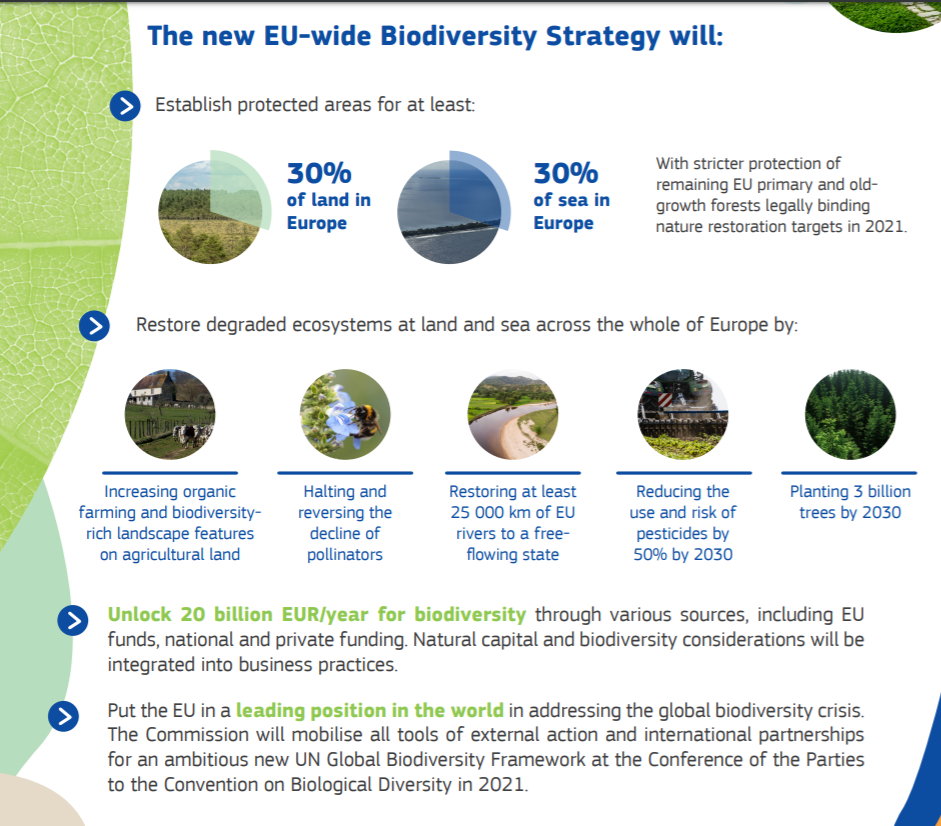 The new EU-wide Biodiversity Strategy will:
Establish protected areas for at least:
30%
of land in
Europe
30%
of sea in
Europe
With stricter protection of
remaining EU primary and old-
growth forests legally binding
nature restoration targets in 2021.
Restore degraded ecosystems at land and sea across the whole of Europe by:
Increasing organic
farming and biodiversity-
rich landscape features
on agricultural land
Halting and
reversing the
decline of
pollinators
Restoring at least
25 000 km of EU
rivers to a free-
flowing state
Reducing the
use and risk of
pesticides by
50% by 2030
Planting 3 billion
trees by 2030
Unlock 20 billion EUR/year for biodiversity through various sources, including EU
funds, national and private funding. Natural capital and biodiversity considerations will be
integrated into business practices.
Put the EU in a leading position in the world in addressing the global biodiversity crisis.
The Commission will mobilise all tools of external action and international partnerships
for an ambitious new UN Global Biodiversity Framework at the Conference of the Parties
to the Convention on Biological Diversity in 2021.